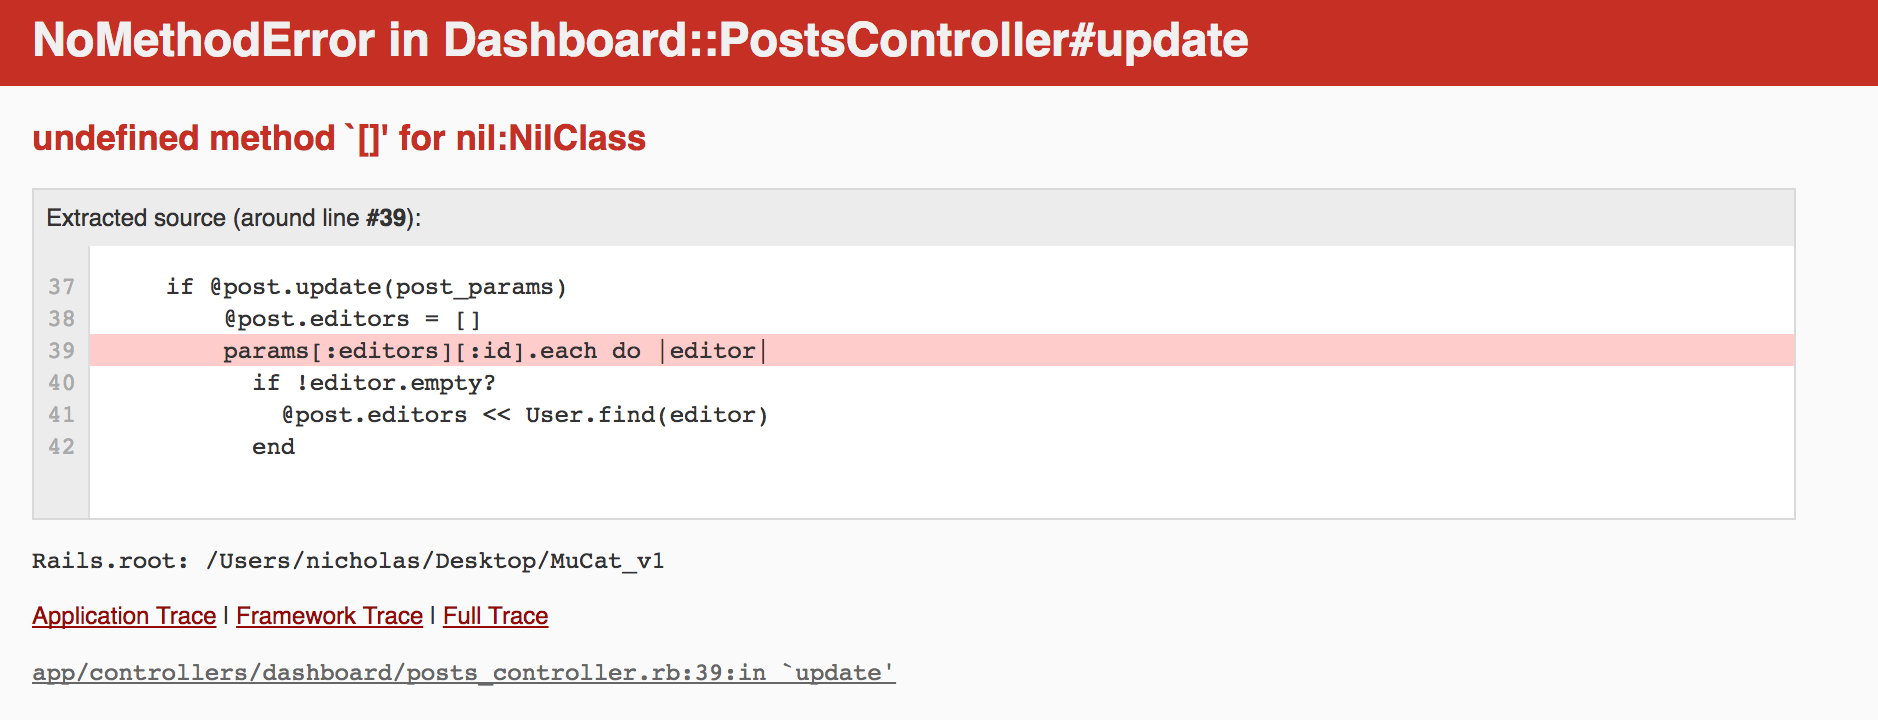 NoMethodError in Dashboard::PostsController#update
undefined method `[]' for nil:NilClass
Extracted source (around line #39):
37 if @post.update(post_params)
38 @post.editors = []
39 params[:editors][:id].each do |editor|
40 if !editor.empty?
41 @post.editors << User.find(editor)
42 end
Rails.root: /Users/nicholas/Desktop/MuCat_v1
Application Trace | Framework Trace | Full Trace
app/controllers/dashboard/posts_controller.rb:39:in `update'